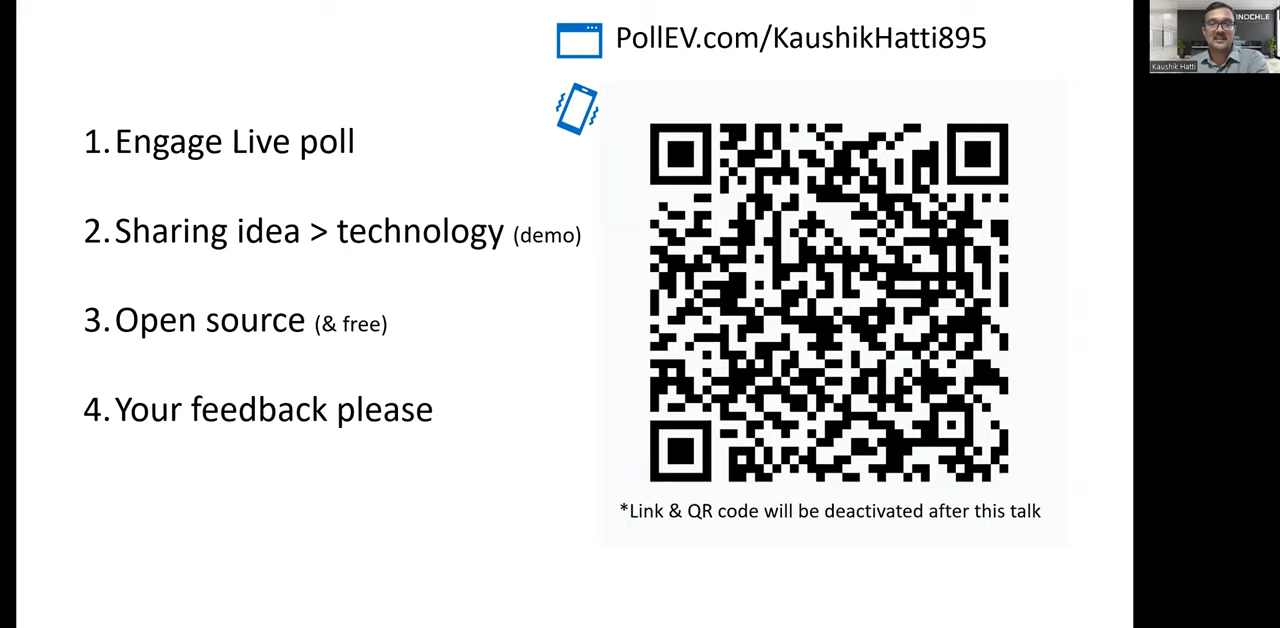 PollEV.com/KaushikHatti895
1. Engage Live poll
2. Sharing idea > technology (demo)
3. Open source (& free)
4. Your feedback please
*Link & QR code will be deactivated after this talk
INOCHLE
Kaushik Hatti